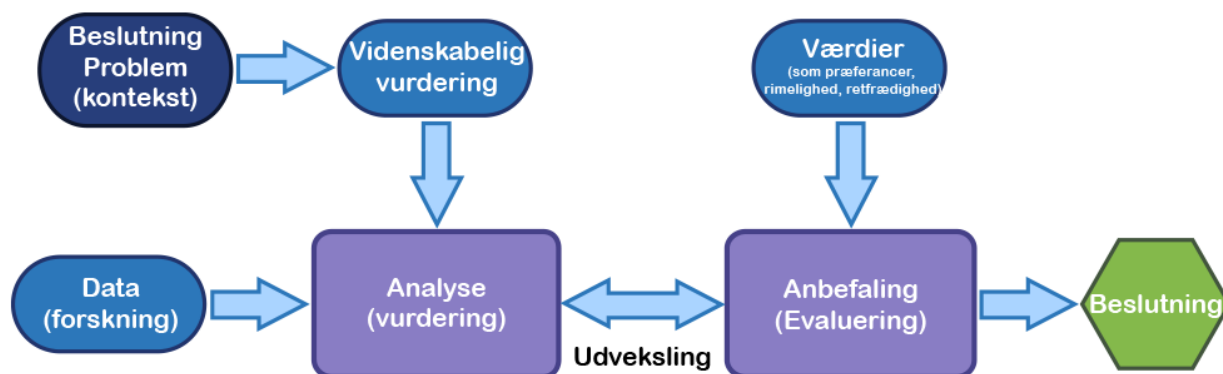 Beslutning
Problem
(kontekst)
Videnskabelig
vurdering
Værdier
(som præferancer,
rimelighed, retfrædighed)
Data
(forskning)
Analyse
(vurdering)
Udveksling
Anbefaling
(Evaluering)
Beslutning